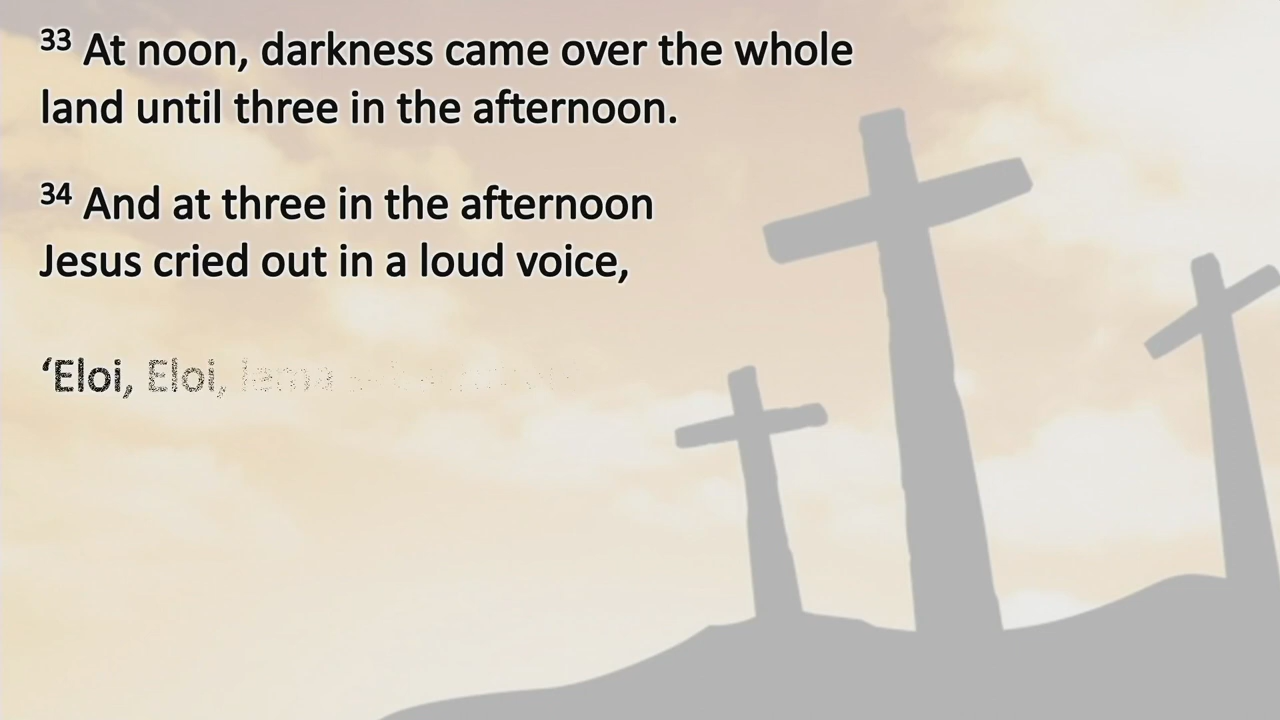 ³³ At noon, darkness came over the whole
land until three in the afternoon.
³⁴ And at three in the afternoon
Jesus cried out in a loud voice,
‘Eloi, Eloi, lema